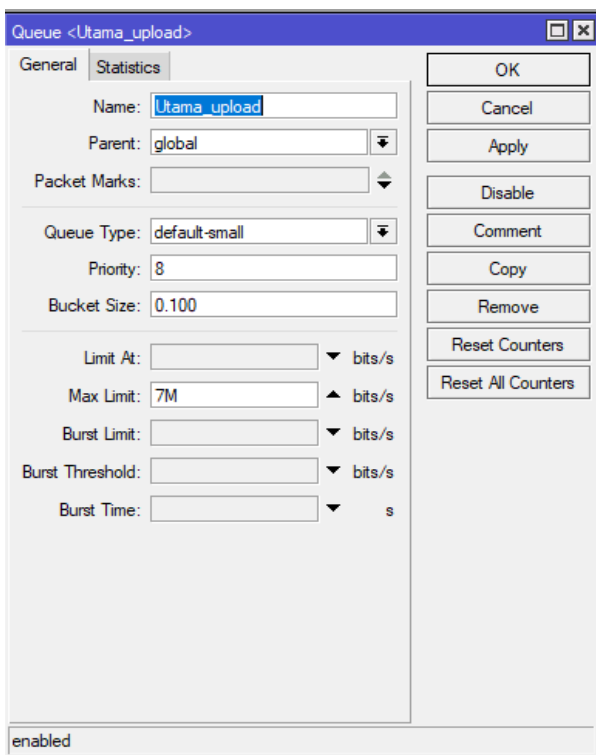 Queue <Utama_upload>
General Statistics
Name: Utama_upload
Parent: global
Packet Marks:
Queue Type: default-small
Priority: 8
Bucket Size: 0.100
Limit At: bits/s
Max Limit: 7M bits/s
Burst Limit: bits/s
Burst Threshold: bits/s
Burst Time: s
OK
Cancel
Apply
Disable
Comment
Copy
Remove
Reset Counters
Reset All Counters
enabled